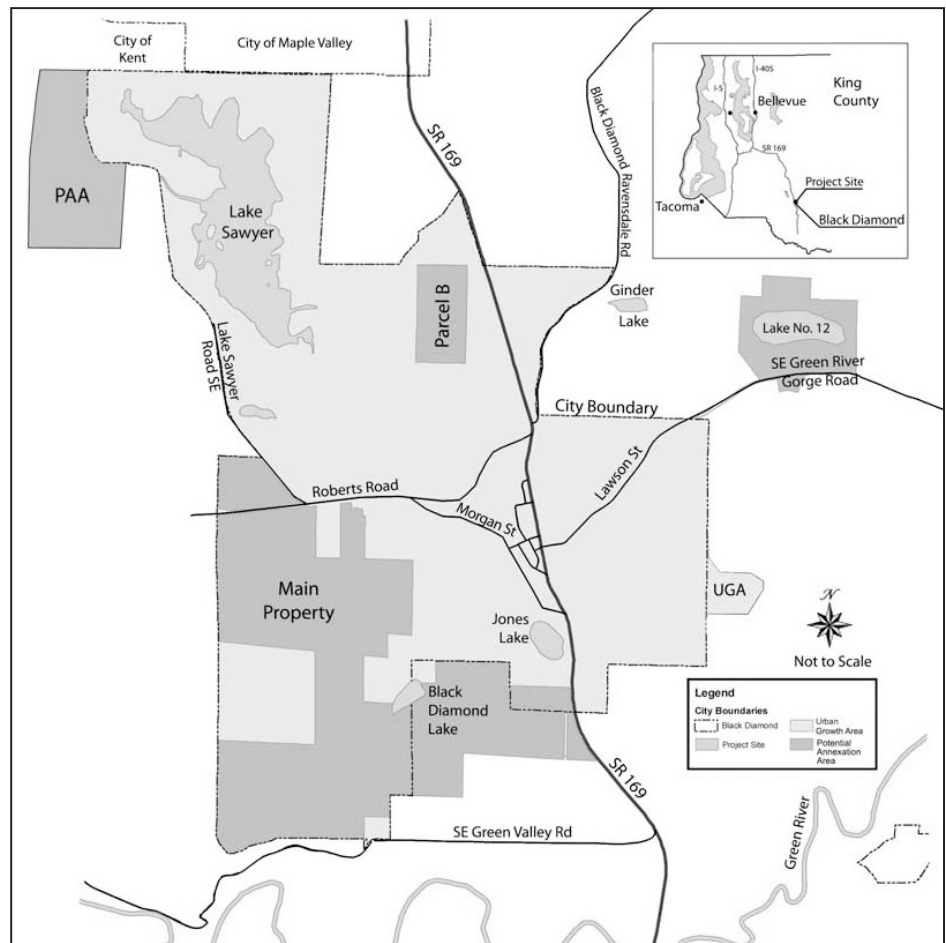 City of
Kent
City of Maple Valley
PAA
Lake
Sawyer
SR 169
Black Diamond Ravensdale Rd
I-5
I-405
Bellevue
King
County
SR 169
Project Site
Tacoma
Black Diamond
Parcel B
Ginder
Lake
Lake No. 12
SE Green River
Gorge Road
Lake Sawyer
Road SE
City Boundary
Roberts Road
Morgan St
Lawson St
Main
Property
UGA
Jones
Lake
N
Not to Scale
Black
Diamond
Lake
Legend
City Boundaries
Black Diamond
Urban
Growth Area
Project Site
Potential
Annexation
Area
SR 169
SE Green Valley Rd
Green River